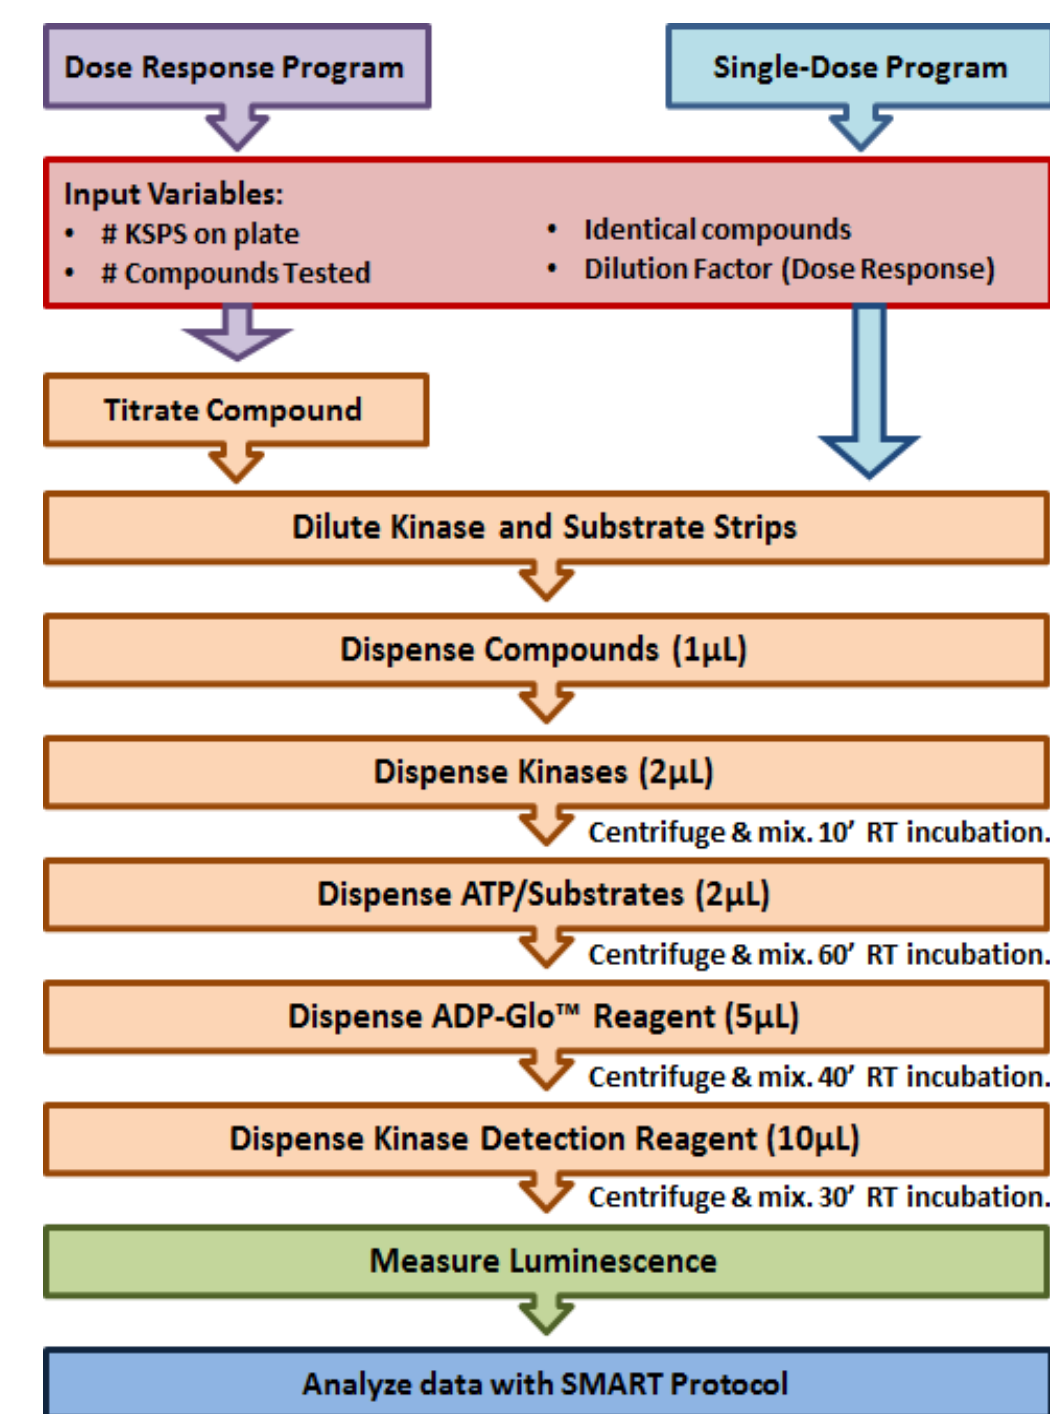 Dose Response Program
Single-Dose Program
Input Variables:
• # KSPS on plate
• # Compounds Tested
• Identical compounds
• Dilution Factor (Dose Response)
Titrate Compound
Dilute Kinase and Substrate Strips
Dispense Compounds (1µL)
Dispense Kinases (2µL)
Centrifuge & mix. 10’ RT incubation.
Dispense ATP/Substrates (2µL)
Centrifuge & mix. 60’ RT incubation.
Dispense ADP-Glo™ Reagent (5µL)
Centrifuge & mix. 40’ RT incubation.
Dispense Kinase Detection Reagent (10µL)
Centrifuge & mix. 30’ RT incubation.
Measure Luminescence
Analyze data with SMART Protocol